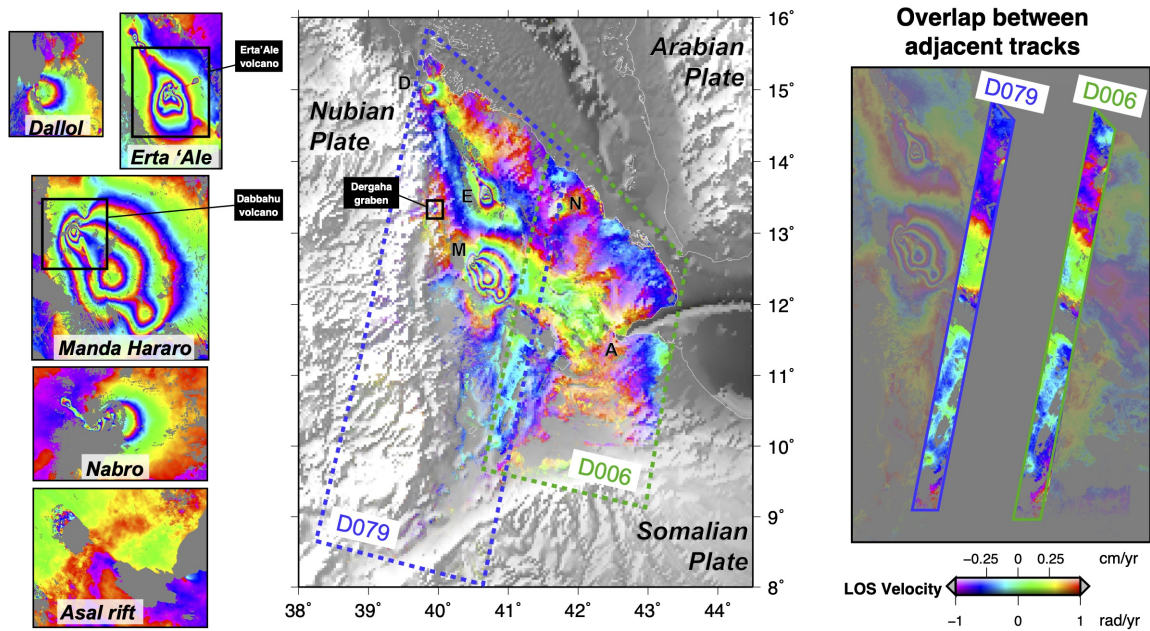 Dallol
Erta'Ale
volcano
Erta 'Ale
Dabbahu
volcano
Manda Hararo
Nabro
Asal rift
16°
15°
14°
13°
12°
11°
10°
9°
8°
38°
39°
40°
41°
42°
43°
44°
Arabian
Plate
Nubian
Plate
D
Dergaha
graben
E
N
M
A
D006
D079
Somalian
Plate
Overlap between
adjacent tracks
D079
D006
−0.25 0 0.25 cm/yr
LOS Velocity
−1 0 1 rad/yr